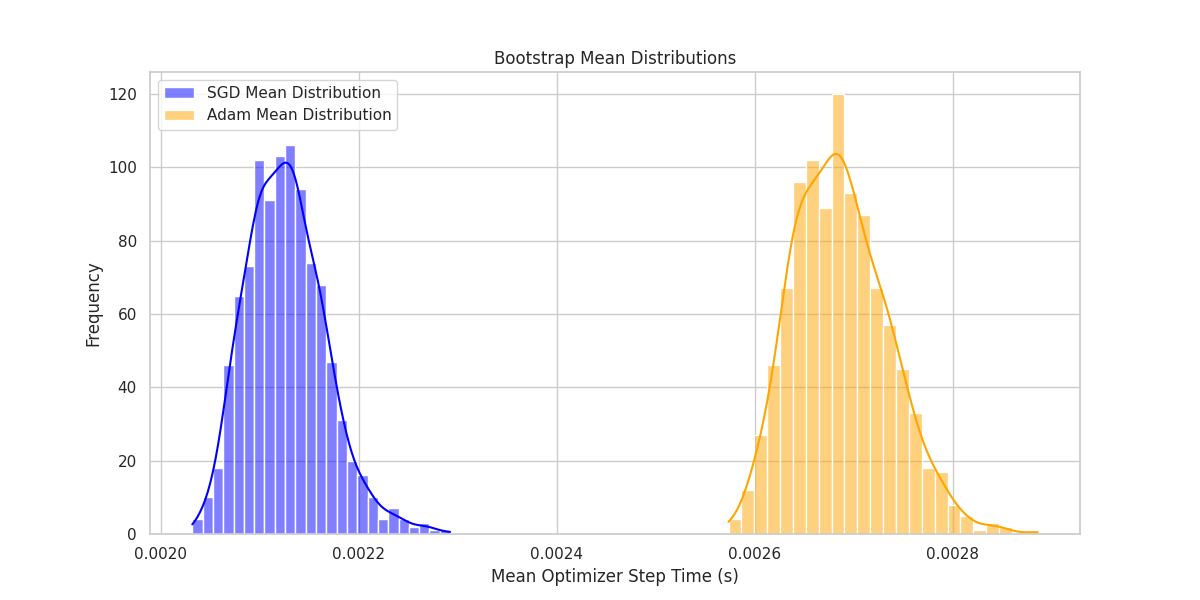 Bootstrap Mean Distributions
SGD Mean Distribution
Adam Mean Distribution
Frequency
120
100
80
60
40
20
0
0.0020
0.0022
0.0024
0.0026
0.0028
Mean Optimizer Step Time (s)